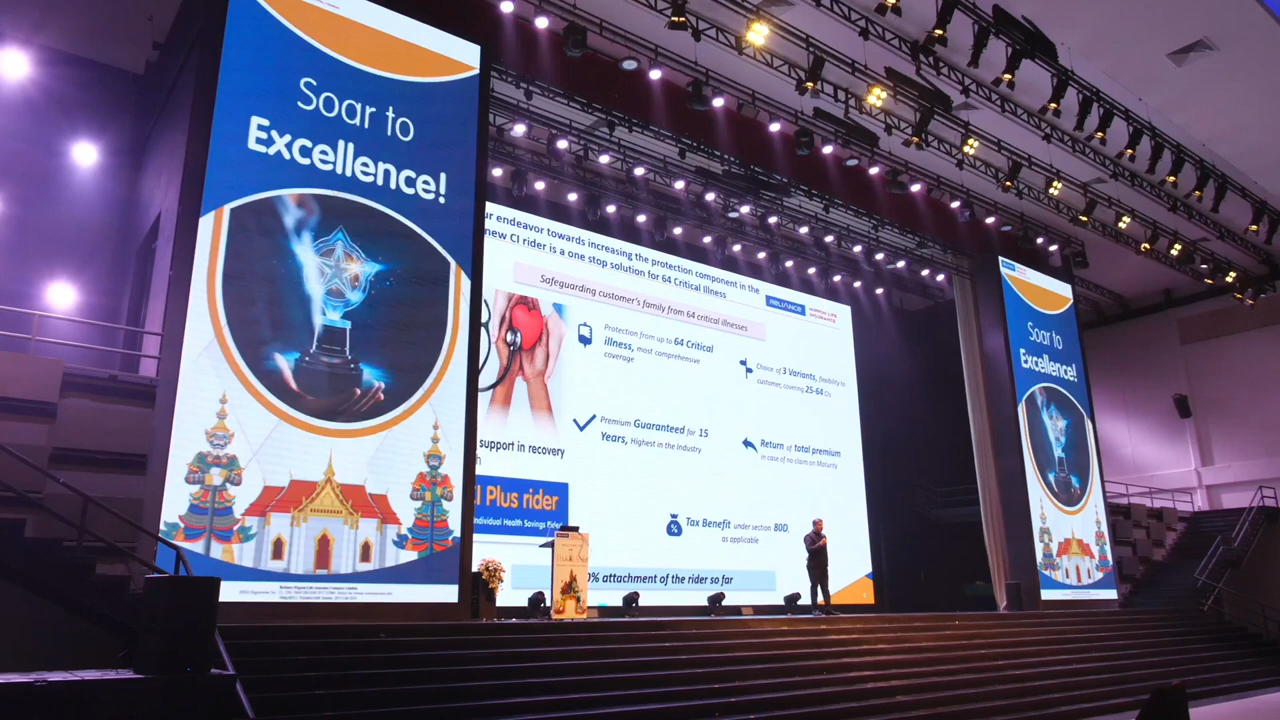 Soar to
Excellence!
ur endeavor towards increasing the protection component in the
new CI rider is a one stop solution for 64 Critical Illness
RELIANCE
NIPPON LIFE
INSURANCE
Safeguarding customer's family from 64 critical illnesses
Protection from up to 64 Critical
illness, most comprehensive
coverage
Choice of 3 Variants, flexibility to
customer, covering 25-64 CIs
Premium Guaranteed for 15
Years, Highest in the Industry
Return of total premium
in case of no claim on Maturity
support in recovery
CI Plus rider
Individual Health Savings Rider
Tax Benefit under section 80D,
as applicable
0% attachment of the rider so far
Soar to
Excellence!